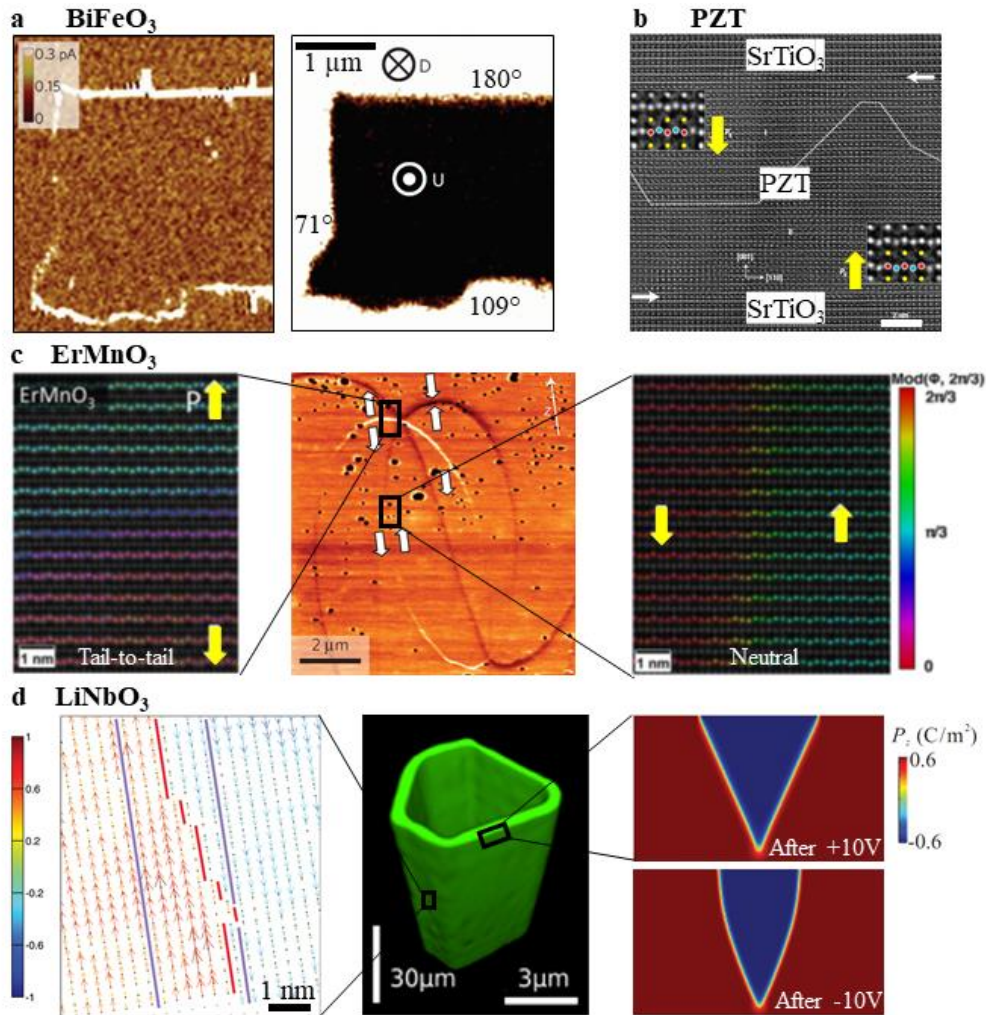 a BiFeO₃
0.3 pA
0.15
0
1 μm
D
180°
U
71°
109°
b PZT
SrTiO₃
PZT
[001]
[110]
SrTiO₃
c ErMnO₃
ErMnO₃
P
1 nm
Tail-to-tail
2 μm
Mod(Φ, 2π/3)
2π/3
π/3
0
1 nm
Neutral
d LiNbO₃
1
0.6
0.2
-0.2
-0.6
-1
1 nm
30μm
3μm
After +10V
P_z (C/m²)
0.6
-0.6
After -10V